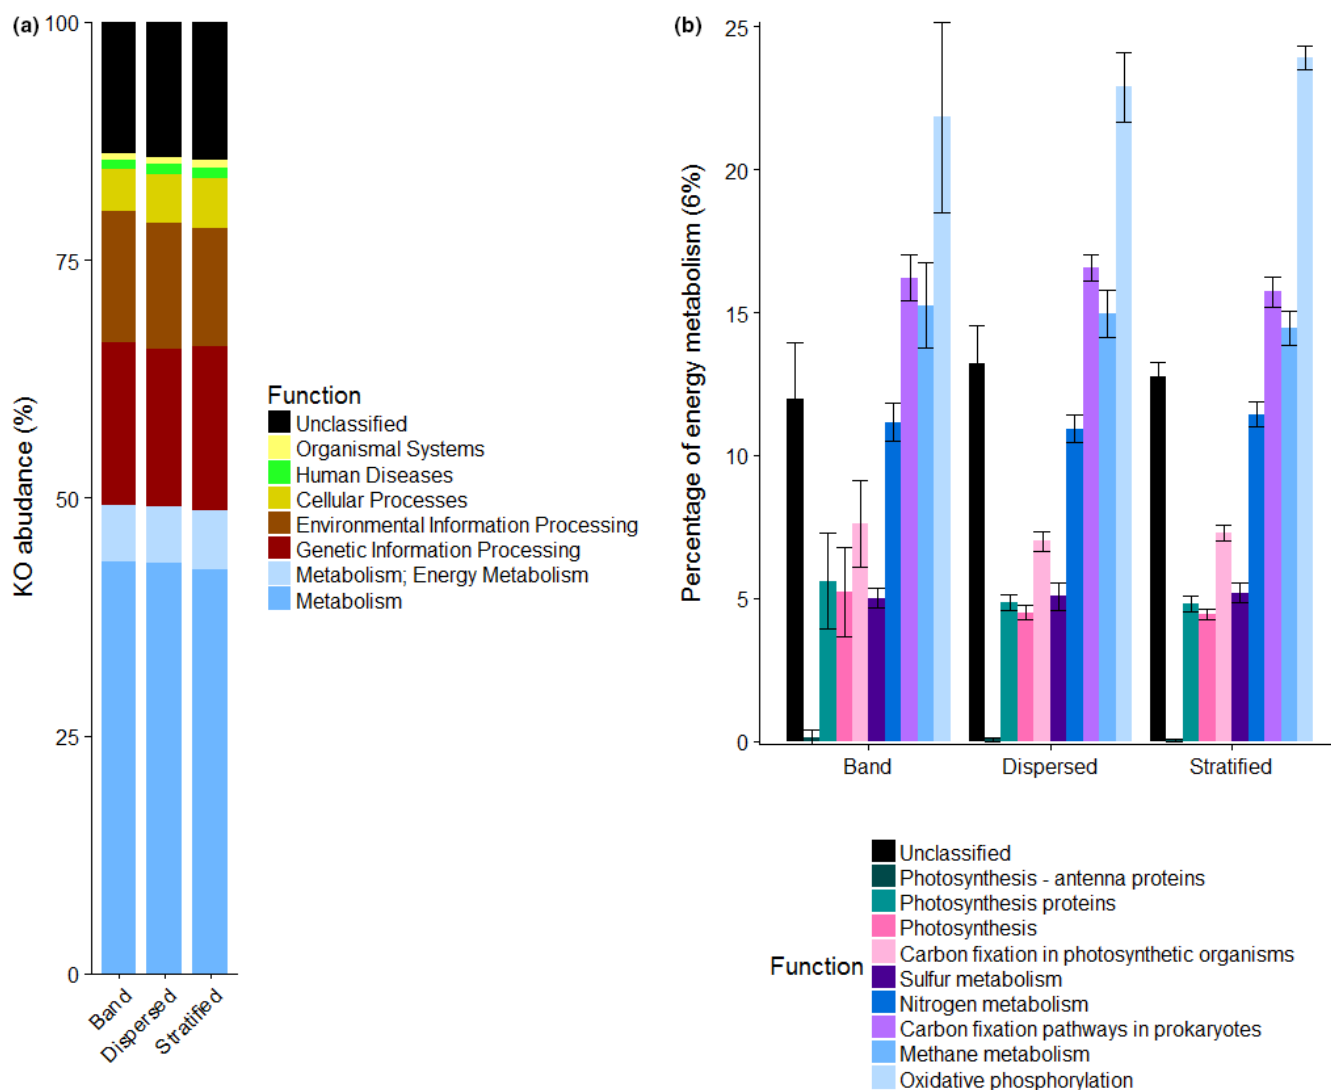 (a)
100
75
50
25
0
KO abudance (%)
Band
Dispersed
Stratified
Function
Unclassified
Organismal Systems
Human Diseases
Cellular Processes
Environmental Information Processing
Genetic Information Processing
Metabolism; Energy Metabolism
Metabolism
(b)
25
20
15
10
5
0
Percentage of energy metabolism (6%)
Band
Dispersed
Stratified
Function
Unclassified
Photosynthesis - antenna proteins
Photosynthesis proteins
Photosynthesis
Carbon fixation in photosynthetic organisms
Sulfur metabolism
Nitrogen metabolism
Carbon fixation pathways in prokaryotes
Methane metabolism
Oxidative phosphorylation